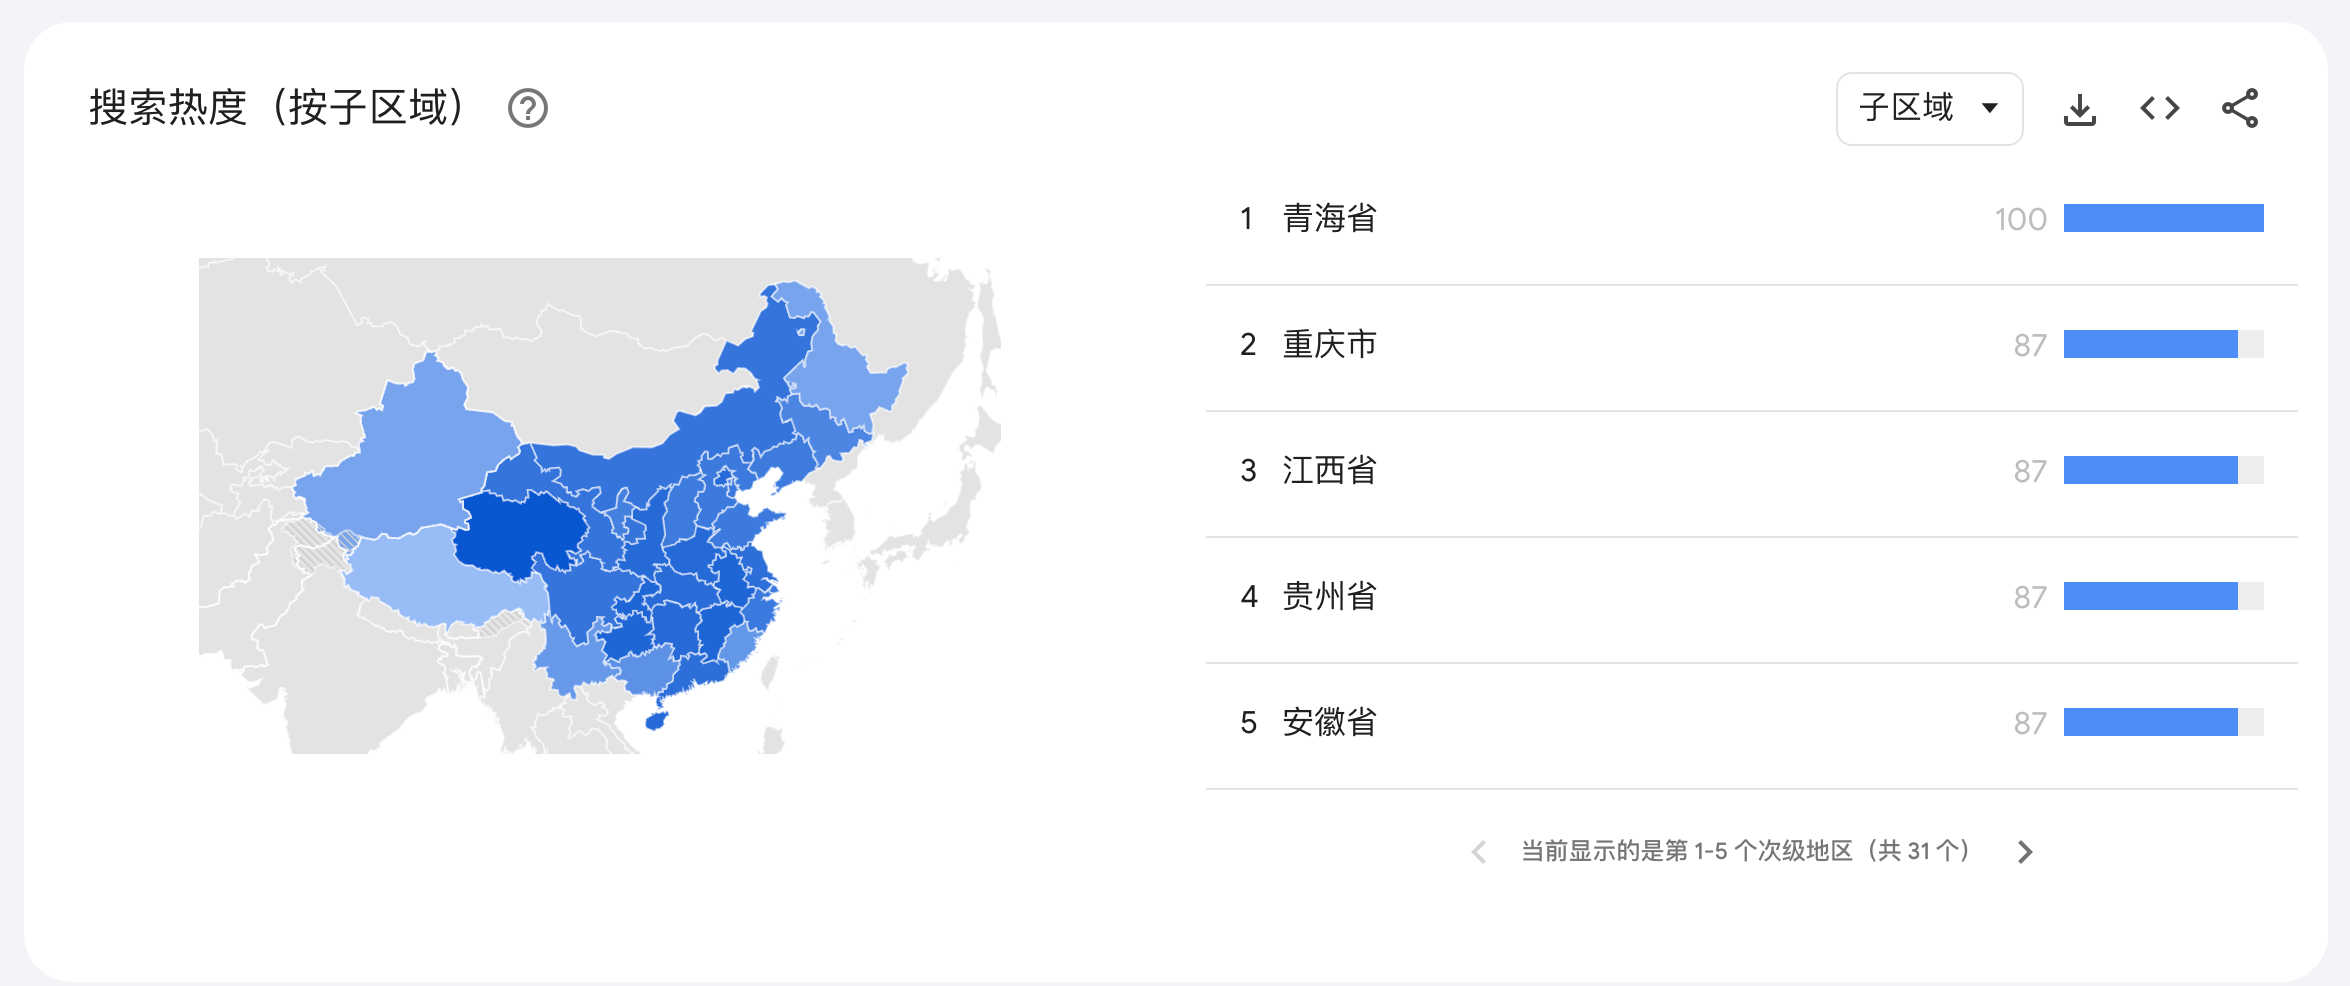 搜索热度（按子区域）
子区域
1 青海省 100
2 重庆市 87
3 江西省 87
4 贵州省 87
5 安徽省 87
当前显示的是第 1-5 个次级地区（共 31 个）